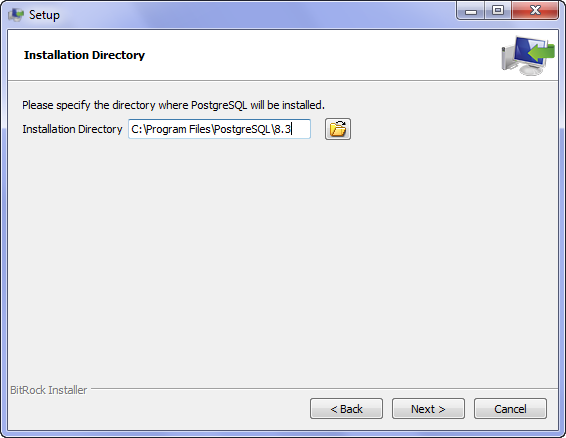 Setup
Installation Directory
Please specify the directory where PostgreSQL will be installed.
Installation Directory C:\Program Files\PostgreSQL\8.3
BitRock Installer
< Back Next > Cancel